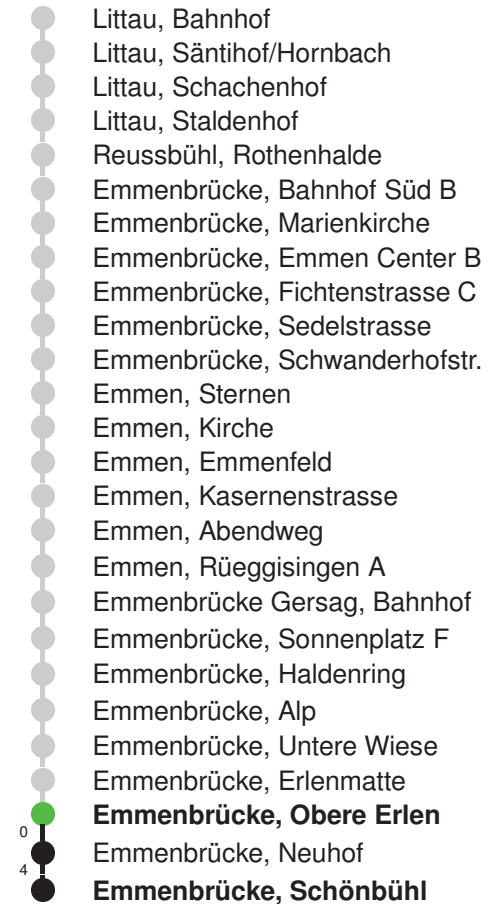 Littau, Bahnhof
Littau, Säntihof/Hornbach
Littau, Schachenhof
Littau, Staldenhof
Reussbühl, Rothenhalde
Emmenbrücke, Bahnhof Süd B
Emmenbrücke, Marienkirche
Emmenbrücke, Emmen Center B
Emmenbrücke, Fichtenstrasse C
Emmenbrücke, Sedelstrasse
Emmenbrücke, Schwanderhofstr.
Emmen, Sternen
Emmen, Kirche
Emmen, Emmenfeld
Emmen, Kasernenstrasse
Emmen, Abendweg
Emmen, Rüeggisingen A
Emmenbrücke Gersag, Bahnhof
Emmenbrücke, Sonnenplatz F
Emmenbrücke, Haldenring
Emmenbrücke, Alp
Emmenbrücke, Untere Wiese
Emmenbrücke, Erlenmatte
Emmenbrücke, Obere Erlen
0
Emmenbrücke, Neuhof
4
Emmenbrücke, Schönbühl